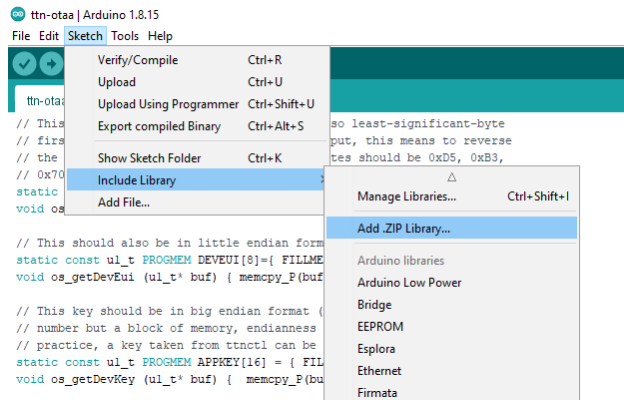 ttn-otaa | Arduino 1.8.15
File Edit Sketch Tools Help
Verify/Compile Ctrl+R
Upload Ctrl+U
Upload Using Programmer Ctrl+Shift+U
Export compiled Binary Ctrl+Alt+S
Show Sketch Folder Ctrl+K
Include Library
Add File...
Manage Libraries... Ctrl+Shift+I
Add .ZIP Library...
Arduino libraries
Arduino Low Power
Bridge
EEPROM
Esplora
Ethernet
Firmata
ttn-otaa
// This so least-significant-byte
// firs put, this means to reverse
// the tes should be 0xD5, 0xB3,
// 0x70
static
void os
// This should also be in little endian form
static const u1_t PROGMEM DEVEUI[8]={ FILLME
void os_getDevEui (u1_t* buf) { memcpy_P(buf
// This key should be in big endian format (
// number but a block of memory, endianness
// practice, a key taken from ttnctl can be
static const u1_t PROGMEM APPKEY[16] = { FIL
void os_getDevKey (u1_t* buf) {  memcpy_P(bu